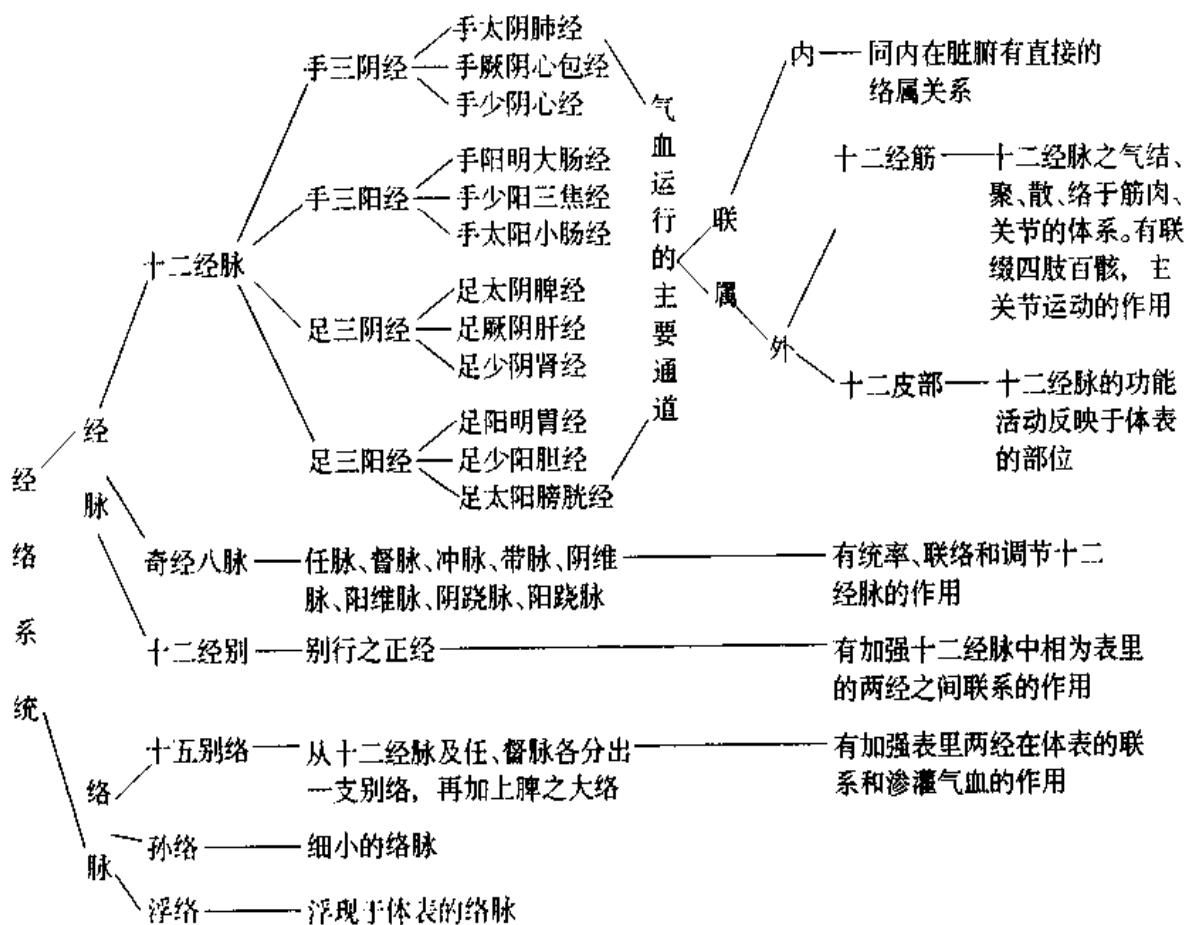 经络系统
经脉
十二经脉
手三阴经
手太阴肺经
手厥阴心包经
手少阴心经
手三阳经
手阳明大肠经
手少阳三焦经
手太阳小肠经
足三阴经
足太阴脾经
足厥阴肝经
足少阴肾经
足三阳经
足阳明胃经
足少阳胆经
足太阳膀胱经
气血运行的主要通道
联属
内
同内在脏腑有直接的
络属关系
外
十二经筋
十二经脉之气结、
聚、散、络于筋肉、
关节的体系。有联
缀四肢百骸，主
关节运动的作用
十二皮部
十二经脉的功能
活动反映于体表
的部位
奇经八脉
任脉、督脉、冲脉、带脉、阴维
脉、阳维脉、阴跷脉、阳跷脉
有统率、联络和调节十二
经脉的作用
十二经别
别行之正经
有加强十二经脉中相为表里
的两经之间联系的作用
络脉
十五别络
从十二经脉及任、督脉各分出
一支别络，再加上脾之大络
有加强表里两经在体表的联
系和渗灌气血的作用
孙络
细小的络脉
浮络
浮现于体表的络脉